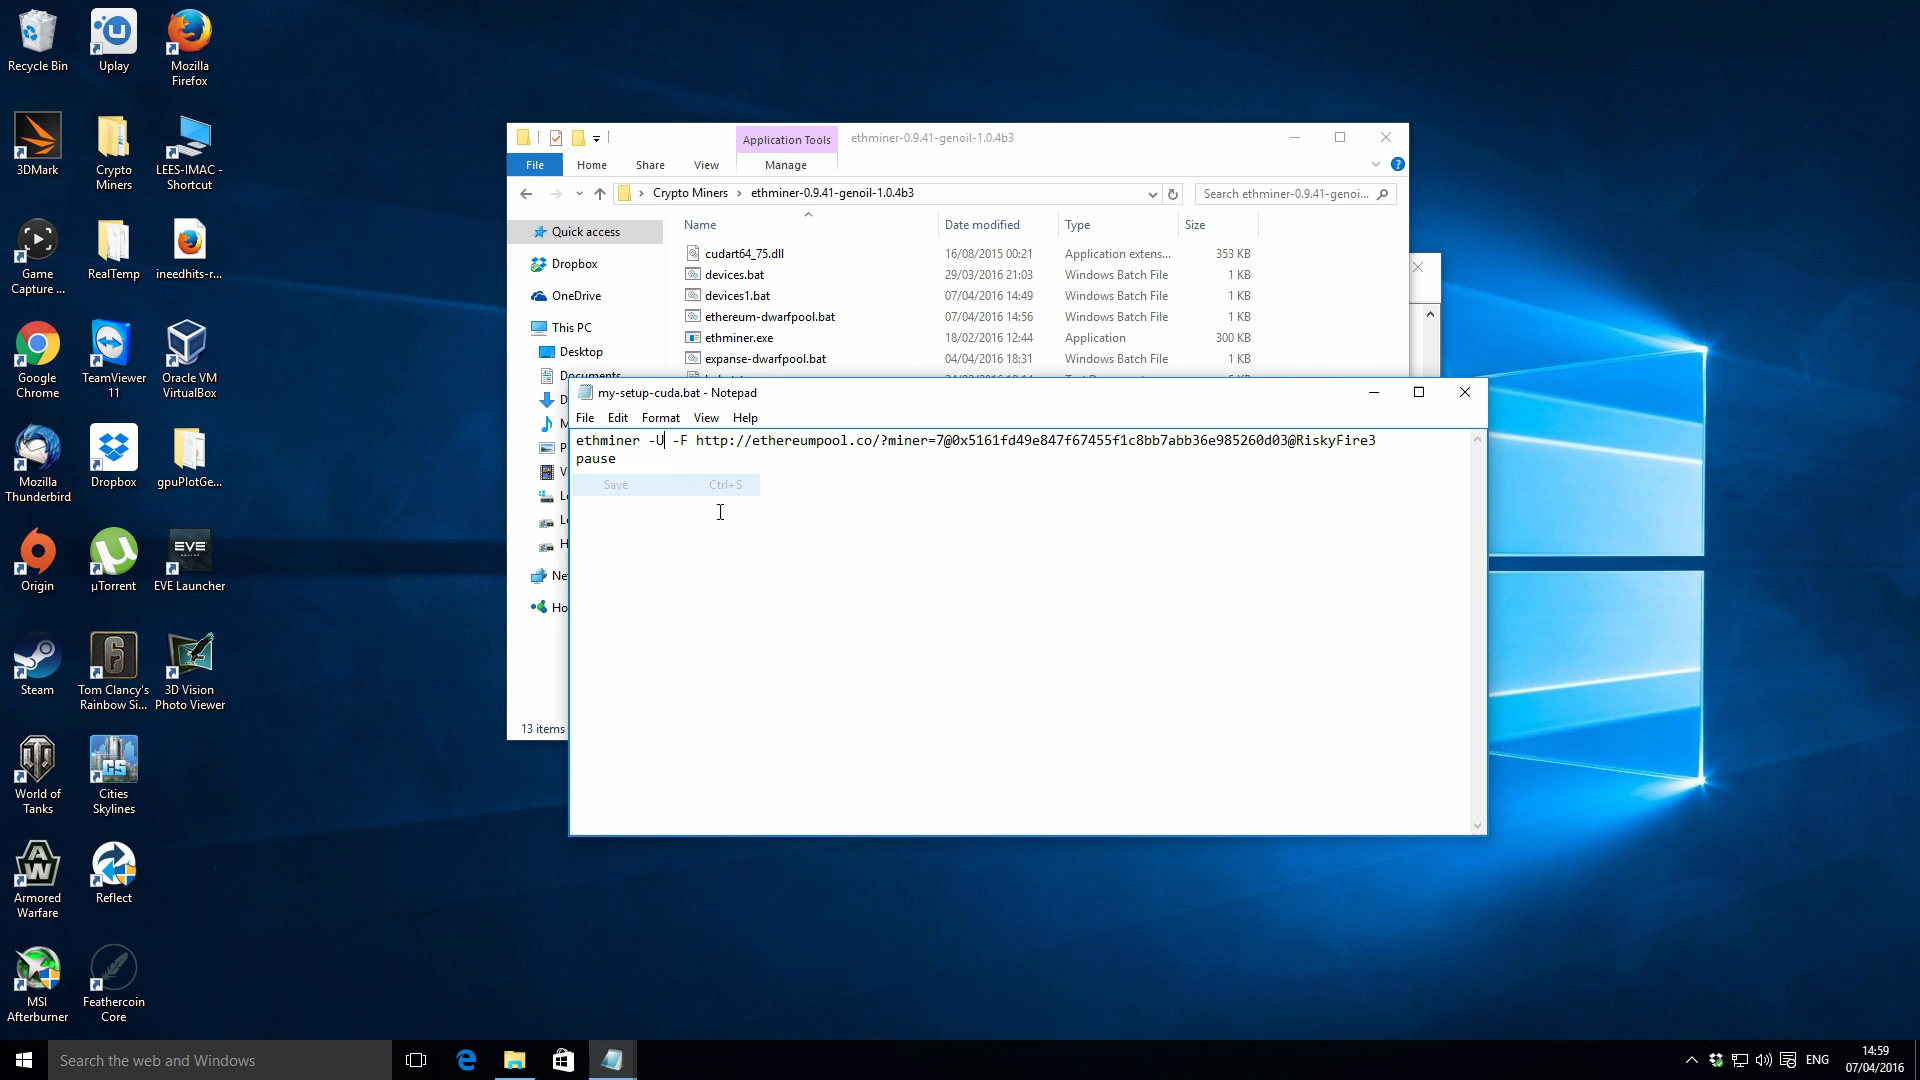 Recycle Bin
Uplay
Mozilla
Firefox
3DMark
Crypto
Miners
LEES-IMAC -
Shortcut
Game
Capture ...
RealTemp
ineedhits-r...
Google
Chrome
TeamViewer
11
Oracle VM
VirtualBox
Mozilla
Thunderbird
Dropbox
gpuPlotGe...
Origin
µTorrent
EVE
EVE Launcher
Steam
Tom Clancy's
Rainbow Si...
3D Vision
Photo Viewer
World of
Tanks
CS
Cities
Skylines
AW
Armored
Warfare
Reflect
MSI
Afterburner
Feathercoin
Core
Application Tools
ethminer-0.9.41-genoil-1.0.4b3
File Home Share View Manage
Crypto Miners › ethminer-0.9.41-genoil-1.0.4b3
Search ethminer-0.9.41-genoi...
Quick access
Dropbox
OneDrive
This PC
Desktop
Documents
Name Date modified Type Size
cudart64_75.dll 16/08/2015 00:21 Application extens... 353 KB
devices.bat 29/03/2016 21:03 Windows Batch File 1 KB
devices1.bat 07/04/2016 14:49 Windows Batch File 1 KB
ethereum-dwarfpool.bat 07/04/2016 14:56 Windows Batch File 1 KB
ethminer.exe 18/02/2016 12:44 Application 300 KB
expanse-dwarfpool.bat 04/04/2016 18:31 Windows Batch File 1 KB
13 items
my-setup-cuda.bat - Notepad
File Edit Format View Help
ethminer -U -F http://ethereumpool.co/?miner=7@0x5161fd49e847f67455f1c8bb7abb36e985260d03@RiskyFire3
pause
Save Ctrl+S
Search the web and Windows
ENG
14:59
07/04/2016